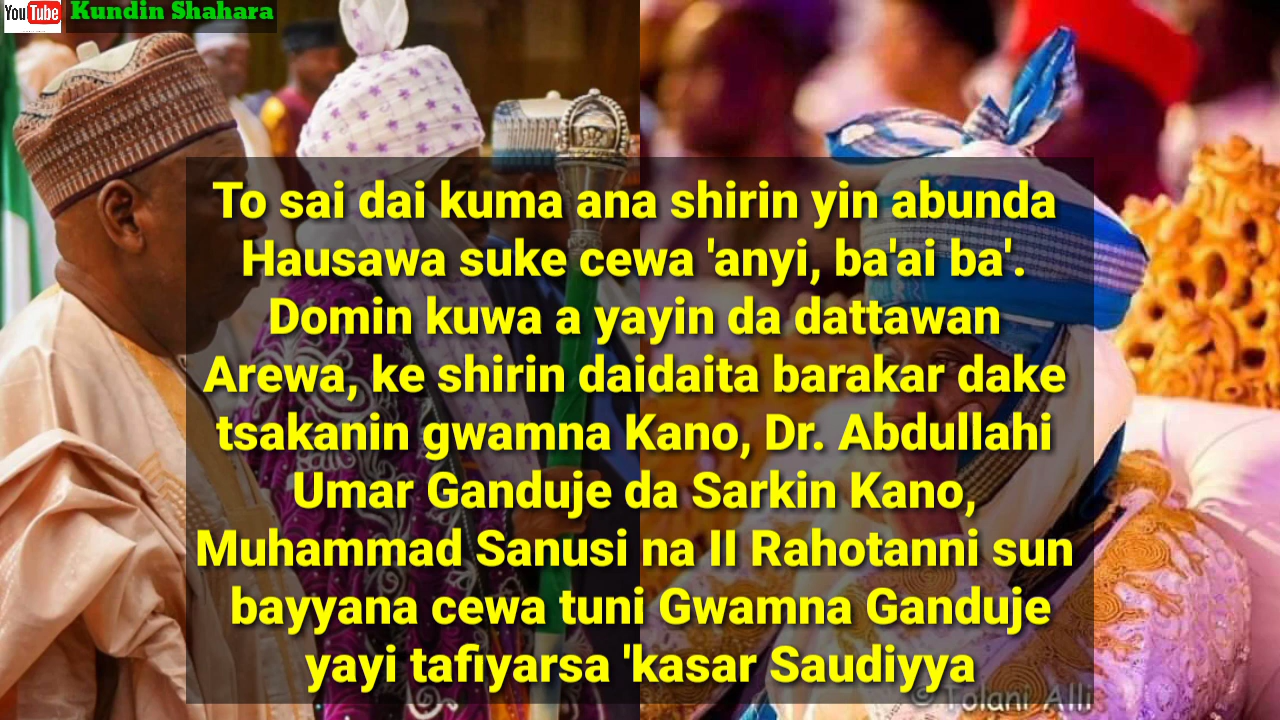 YouTube Kundin Shahara
To sai dai kuma ana shirin yin abunda
Hausawa suke cewa 'anyi, ba'ai ba'.
Domin kuwa a yayin da dattawan
Arewa, ke shirin daidaita barakar dake
tsakanin gwamna Kano, Dr. Abdullahi
Umar Ganduje da Sarkin Kano,
Muhammad Sanusi na II Rahotanni sun
bayyana cewa tuni Gwamna Ganduje
yayi tafiyarsa 'kasar Saudiyya
© Tolani Alli